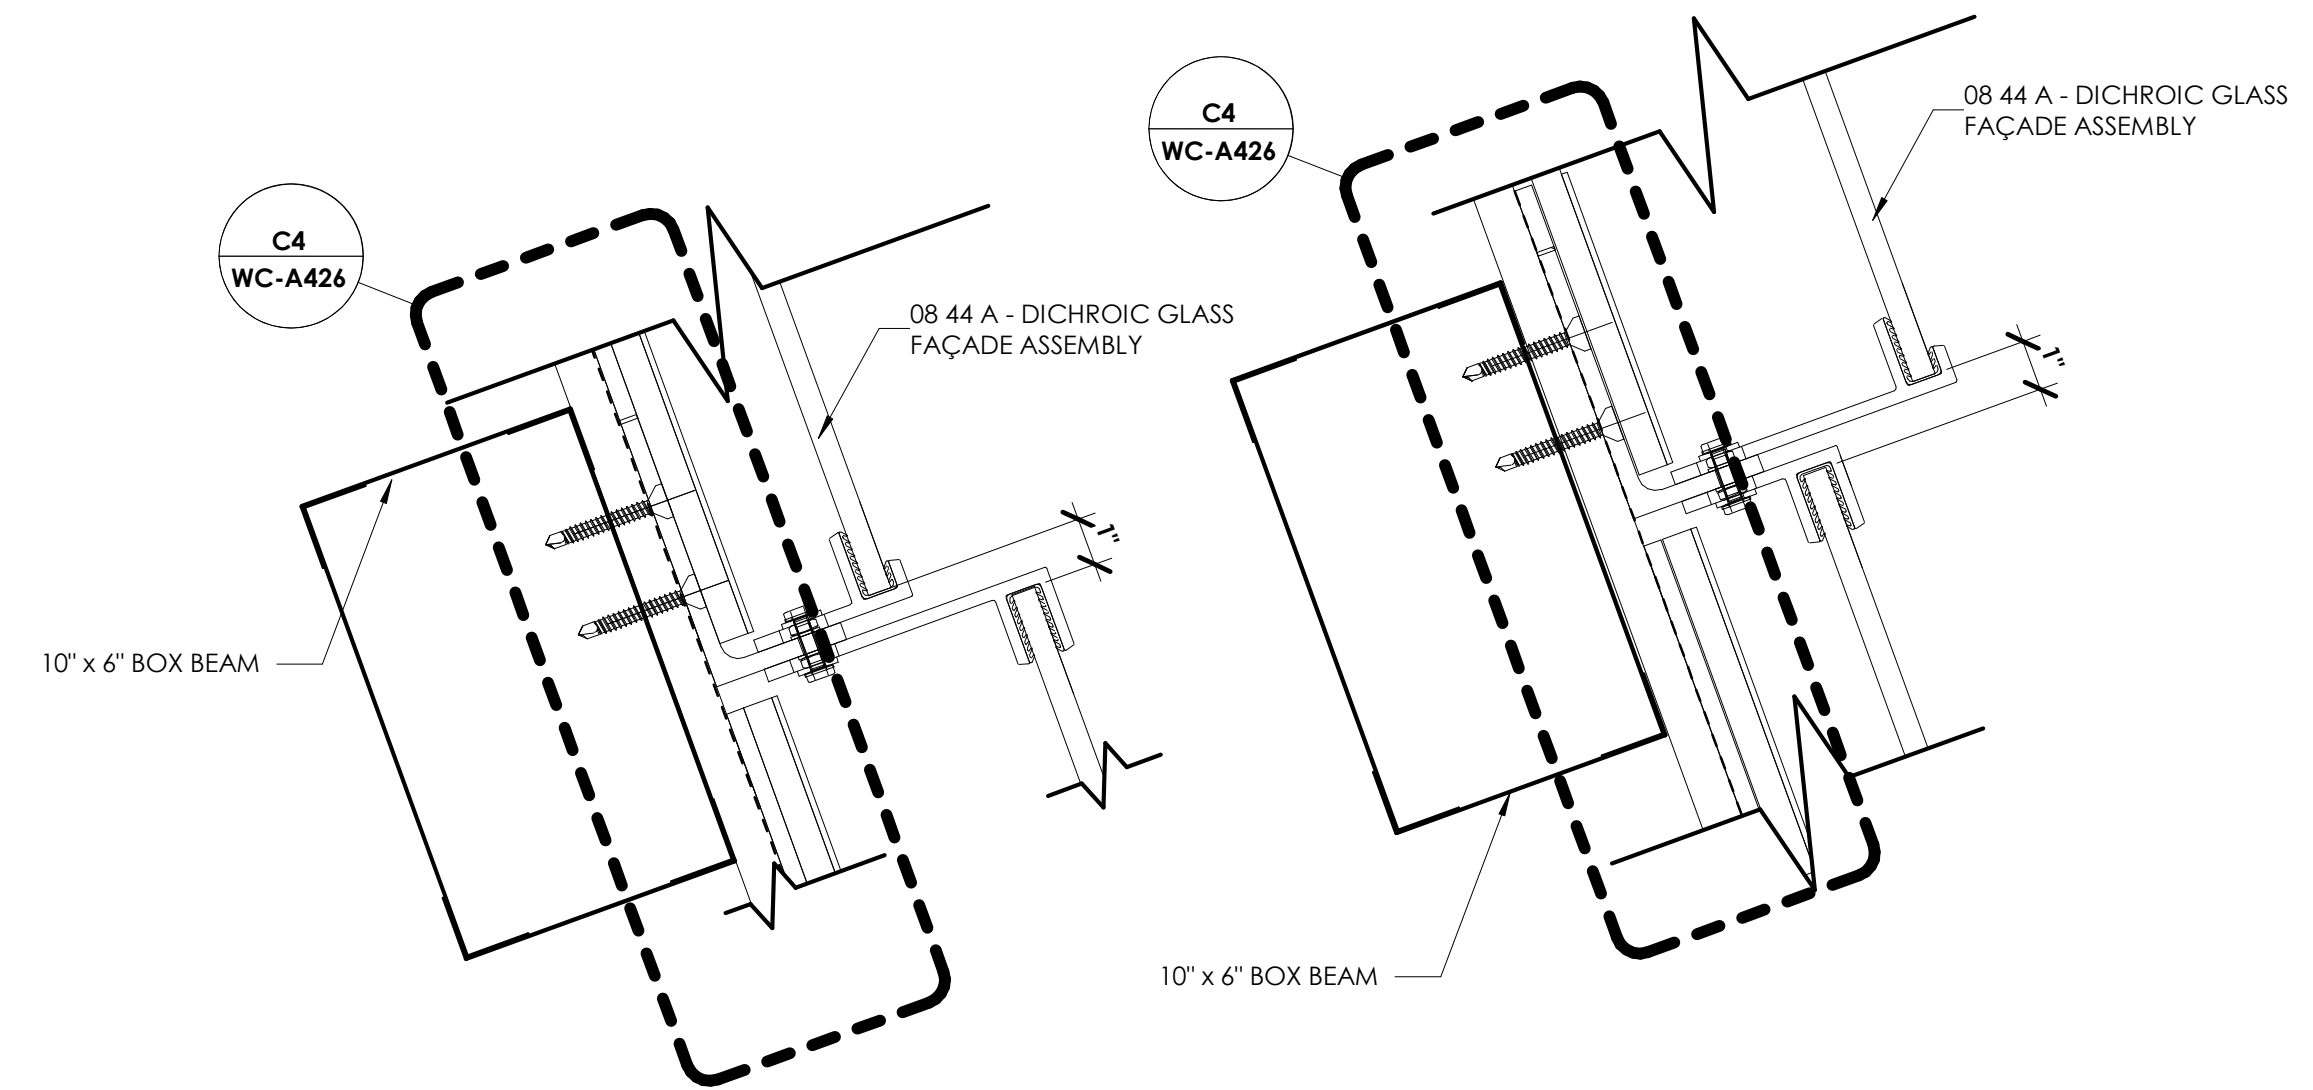 C4
WC-A426
08 44 A - DICHROIC GLASS
FAÇADE ASSEMBLY
1"
10" x 6" BOX BEAM
C4
WC-A426
08 44 A - DICHROIC GLASS
FAÇADE ASSEMBLY
1"
10" x 6" BOX BEAM